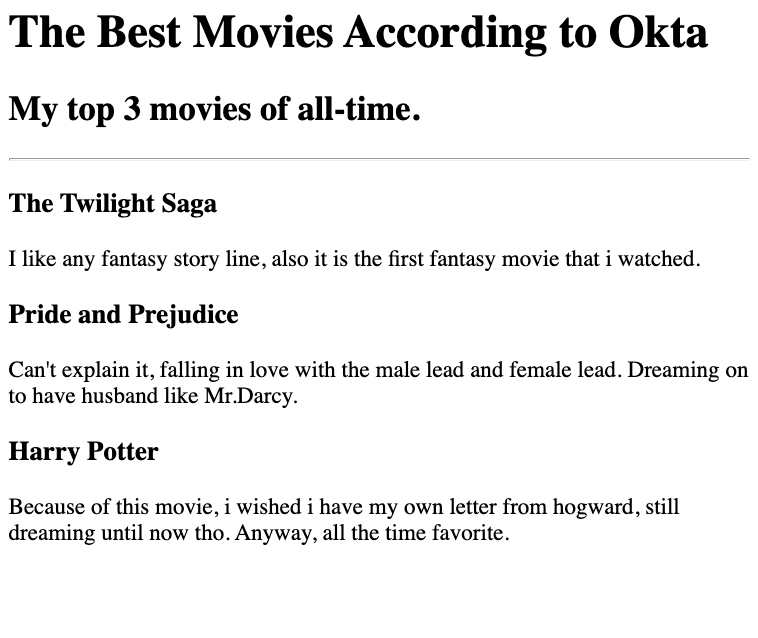 The Best Movies According to Okta
My top 3 movies of all-time.
The Twilight Saga
I like any fantasy story line, also it is the first fantasy movie that i watched.
Pride and Prejudice
Can't explain it, falling in love with the male lead and female lead. Dreaming on
to have husband like Mr.Darcy.
Harry Potter
Because of this movie, i wished i have my own letter from hogward, still
dreaming until now tho. Anyway, all the time favorite.